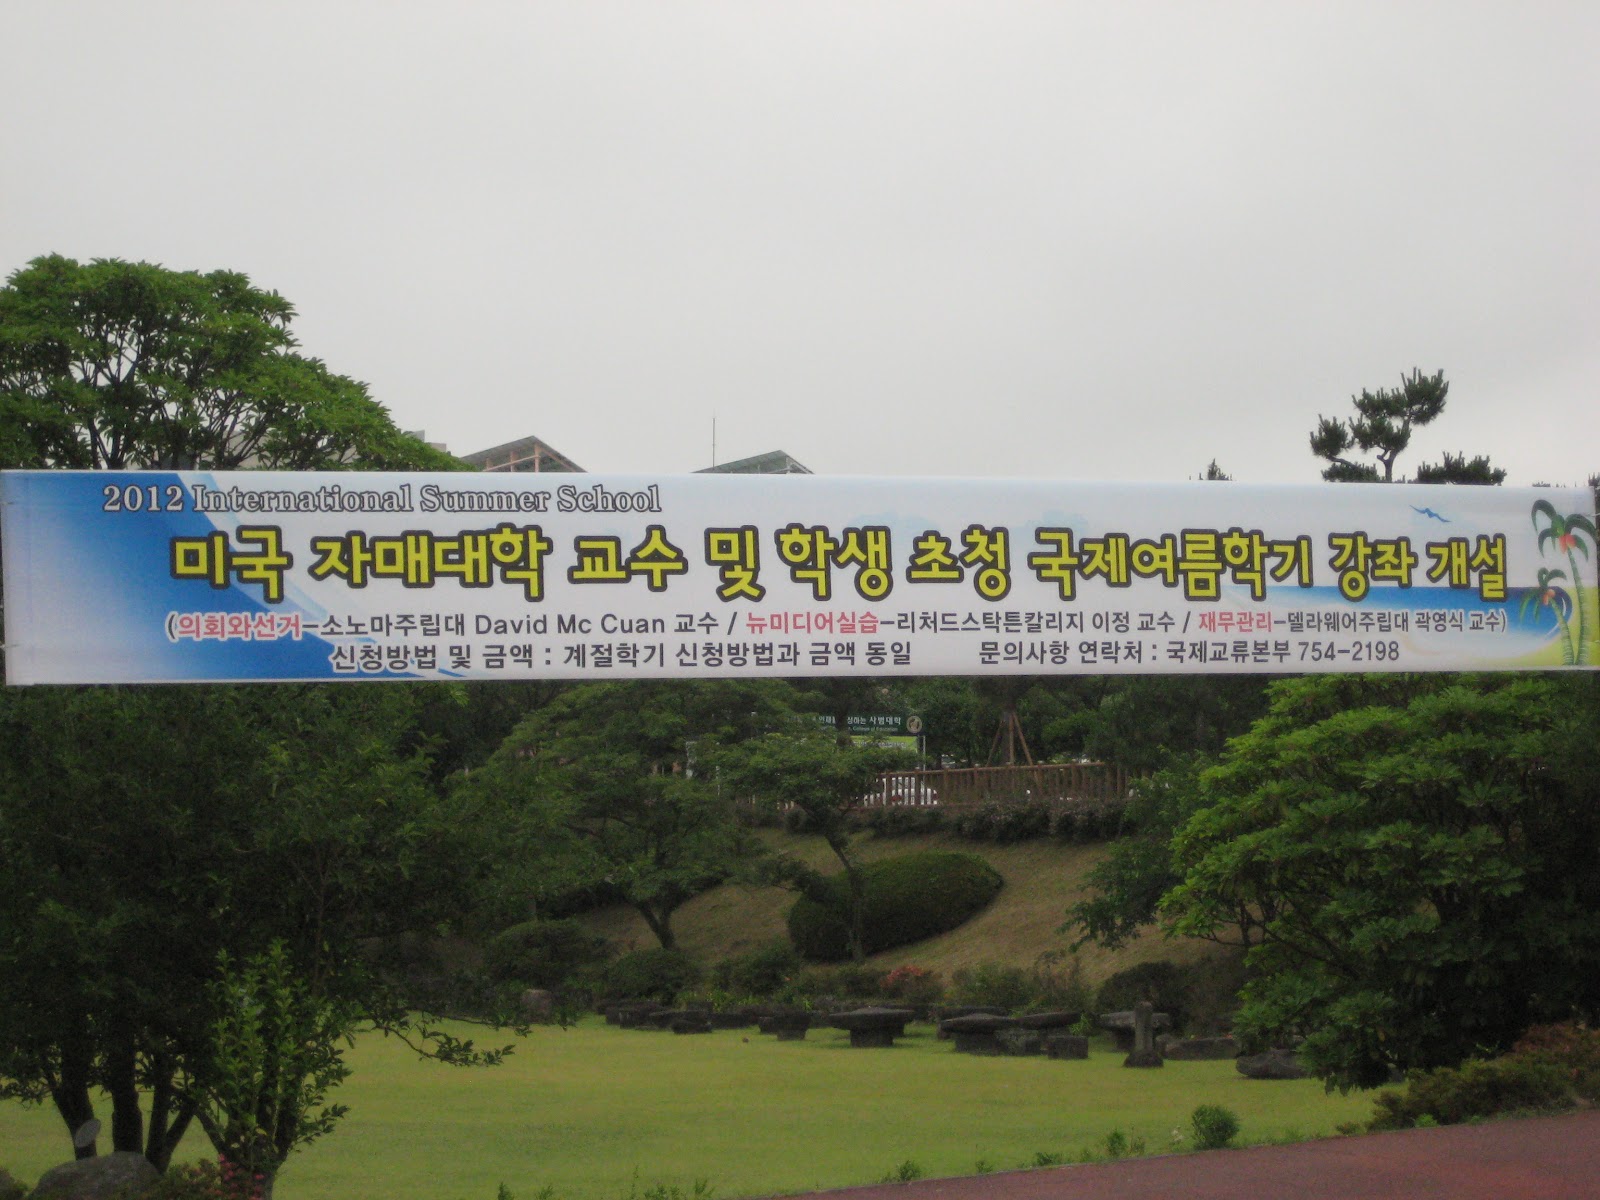 2012 International Summer School
미국 자매대학 교수 및 학생 초청 국제여름학기 강좌 개설
(의회와선거-소노마주립대 David Mc Cuan 교수 / 뉴미디어실습-리처드스탁튼칼리지 이정 교수 / 재무관리-델라웨어주립대 곽영식 교수)
신청방법 및 금액 : 계절학기 신청방법과 금액 동일 문의사항 연락처 : 국제교류본부 754-2198
사범대학